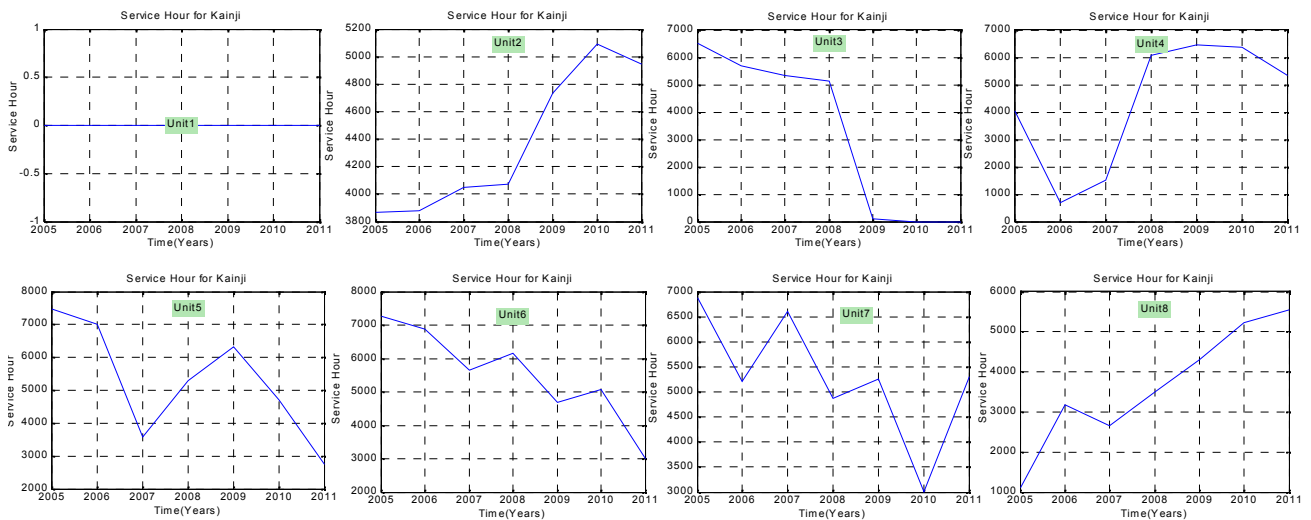 Service Hour for Kainji
1
0.5
0
-0.5
-1
Service Hour
Unit1
2005 2006 2007 2008 2009 2010 2011
Time(Years)
Service Hour for Kainji
5200
5000
4800
4600
4400
4200
4000
3800
Service Hour
Unit2
2005 2006 2007 2008 2009 2010 2011
Time(Years)
Service Hour for Kainji
7000
6000
5000
4000
3000
2000
1000
0
Service Hour
Unit3
2005 2006 2007 2008 2009 2010 2011
Time(Years)
Service Hour for Kainji
7000
6000
5000
4000
3000
2000
1000
0
Service Hour
Unit4
2005 2006 2007 2008 2009 2010 2011
Time(Years)
Service Hour for Kainji
8000
7000
6000
5000
4000
3000
2000
Service Hour
Unit5
2005 2006 2007 2008 2009 2010 2011
Time(Years)
Service Hour for Kainji
8000
7000
6000
5000
4000
3000
2000
Service Hour
Unit6
2005 2006 2007 2008 2009 2010 2011
Time(Years)
Service Hour for Kainji
7000
6500
6000
5500
5000
4500
4000
3500
3000
Service Hour
Unit7
2005 2006 2007 2008 2009 2010 2011
Time(Years)
Service Hour for Kainji
6000
5000
4000
3000
2000
1000
Service Hour
Unit8
2005 2006 2007 2008 2009 2010 2011
Time(Years)